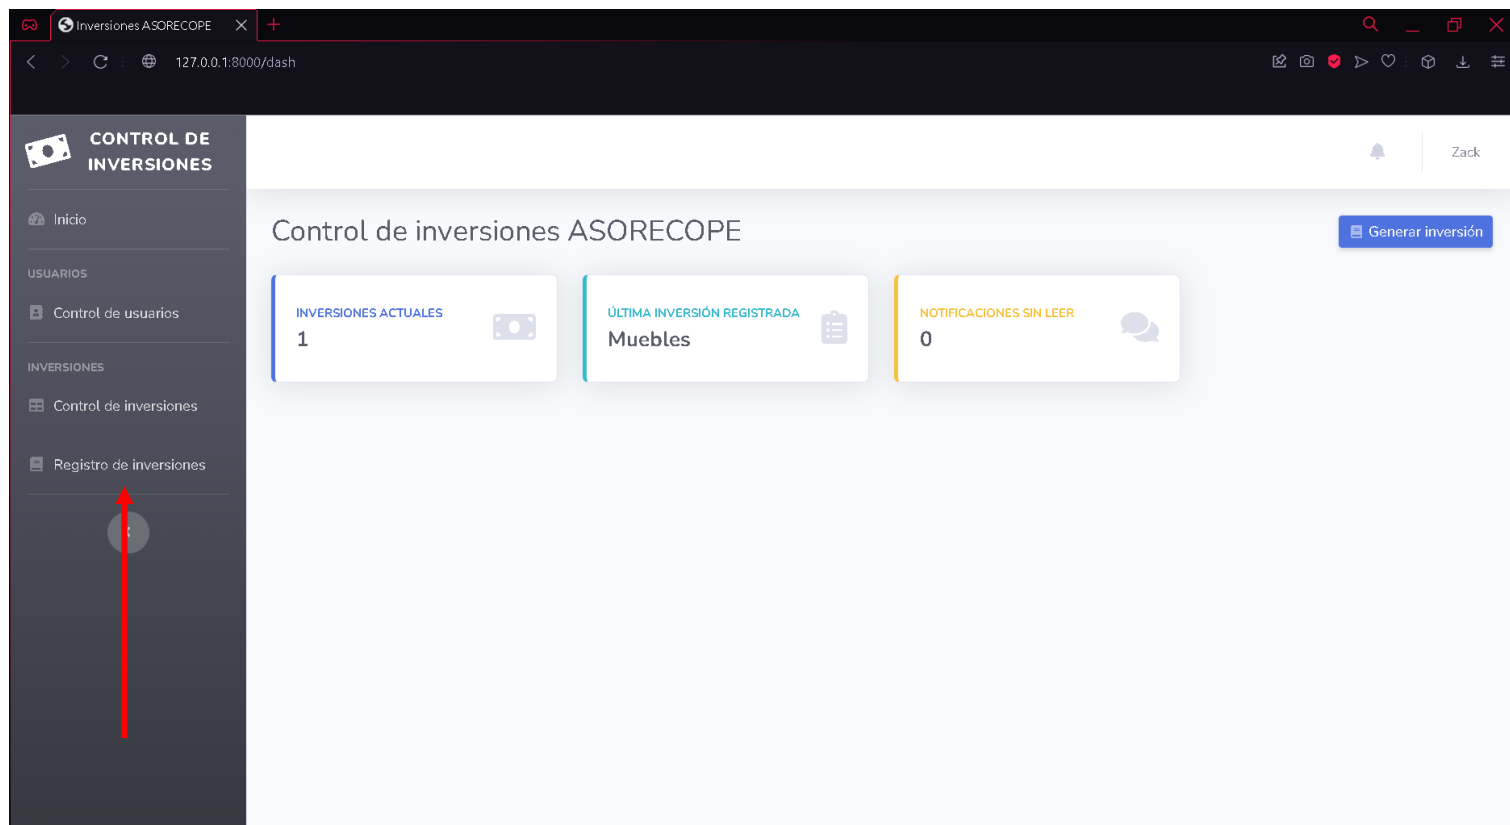 Inversiones ASORECOPE
127.0.0.1:8000/dash
CONTROL DE
INVERSIONES
Zack
Inicio
Control de inversiones ASORECOPE
Generar inversión
USUARIOS
Control de usuarios
INVERSIONES ACTUALES
1
ÚLTIMA INVERSIÓN REGISTRADA
Muebles
NOTIFICACIONES SIN LEER
0
INVERSIONES
Control de inversiones
Registro de inversiones